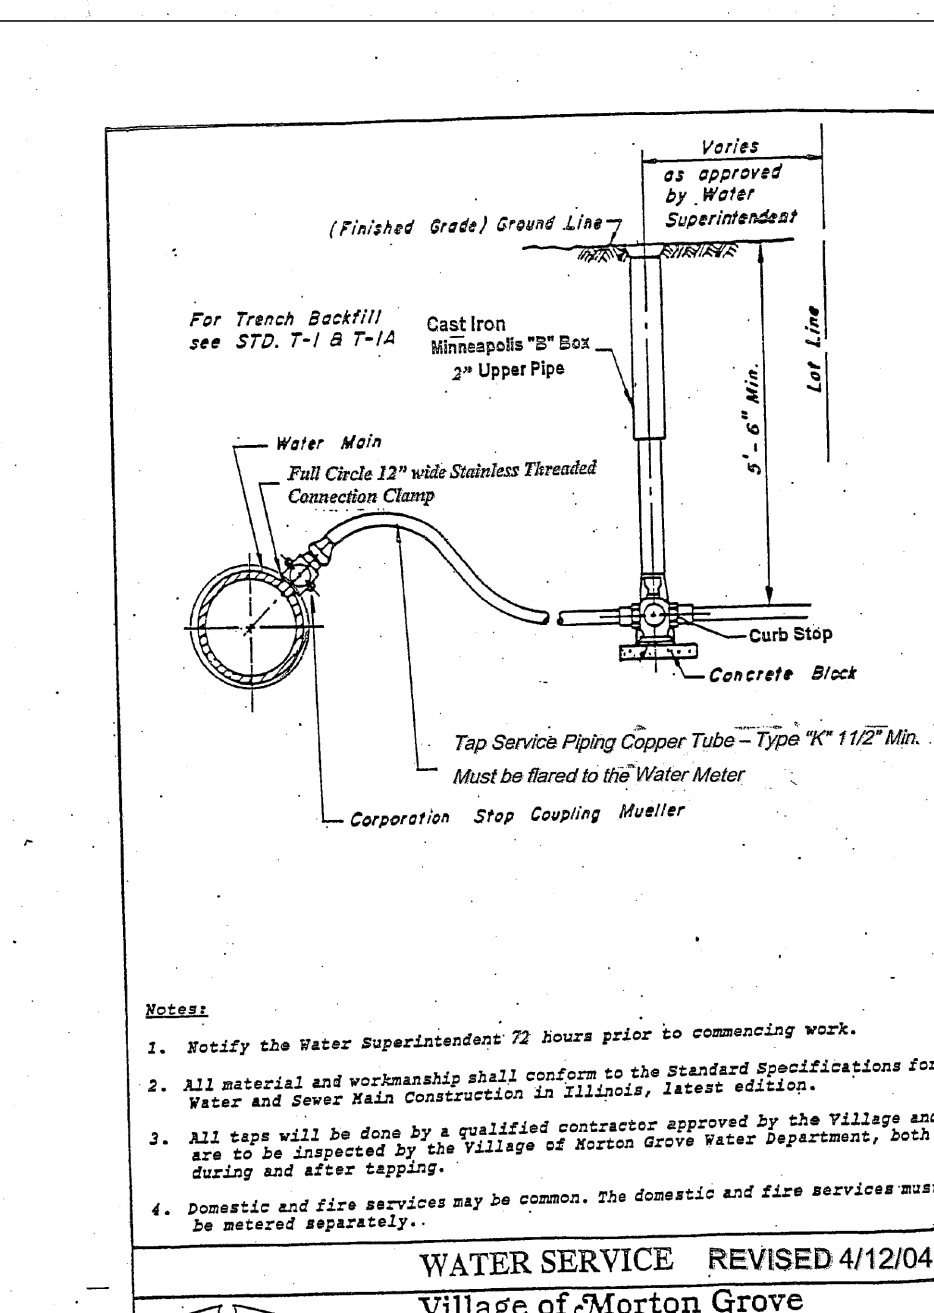 Varies
as approved
by Water
Superintendent
(Finished Grade) Ground Line
For Trench Backfill
see STD. T-1 & T-1A
Cast Iron
Minneapolis "B" Box
2" Upper Pipe
5'-6" Min.
Lot Line
Water Main
Full Circle 12" wide Stainless Threaded
Connection Clamp
Curb Stop
Concrete Block
Tap Service Piping Copper Tube – Type "K" 1 1/2" Min.
Must be flared to the Water Meter
Corporation Stop Coupling Mueller
Notes:
1. Notify the Water Superintendent 72 hours prior to commencing work.
2. All material and workmanship shall conform to the Standard Specifications for
Water and Sewer Main Construction in Illinois, latest edition.
3. All taps will be done by a qualified contractor approved by the Village and
are to be inspected by the Village of Morton Grove Water Department, both
during and after tapping.
4. Domestic and fire services may be common. The domestic and fire services must
be metered separately.
WATER SERVICE REVISED 4/12/04
Village of Morton Grove